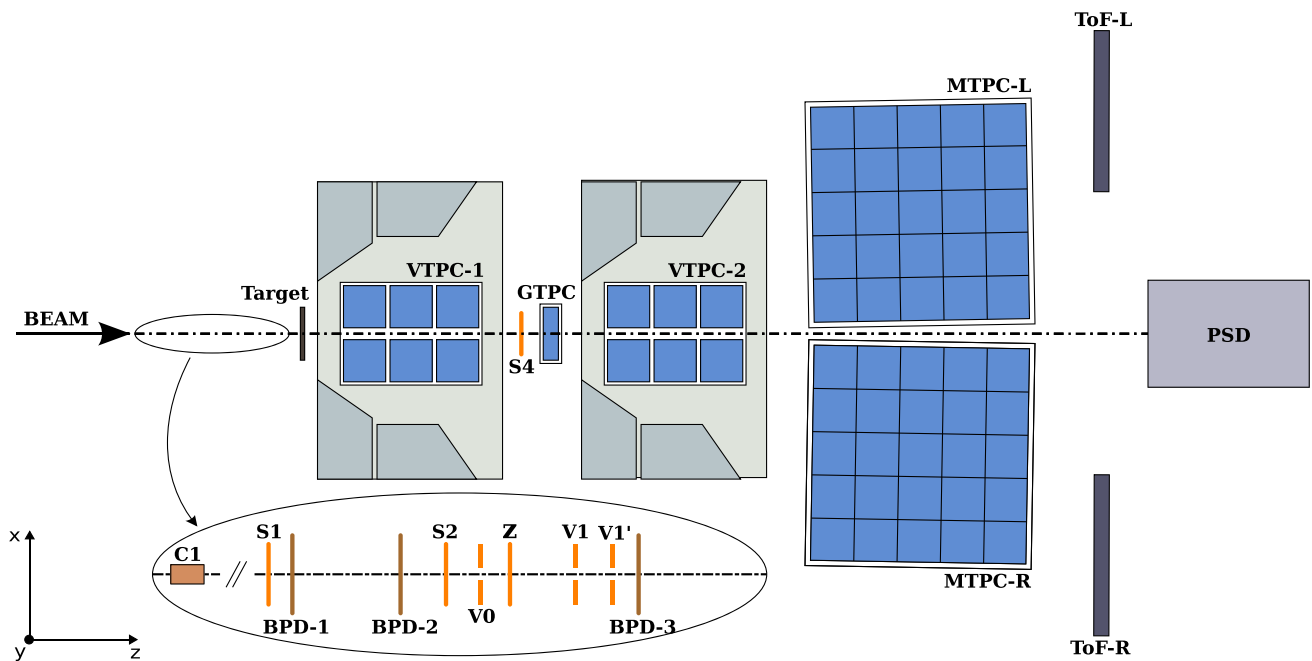 ToF-L
MTPC-L
VTPC-1
VTPC-2
Target
GTPC
BEAM
PSD
S4
S1
S2
Z
V1
V1'
x
C1
MTPC-R
V0
BPD-1
BPD-2
BPD-3
ToF-R
y
z